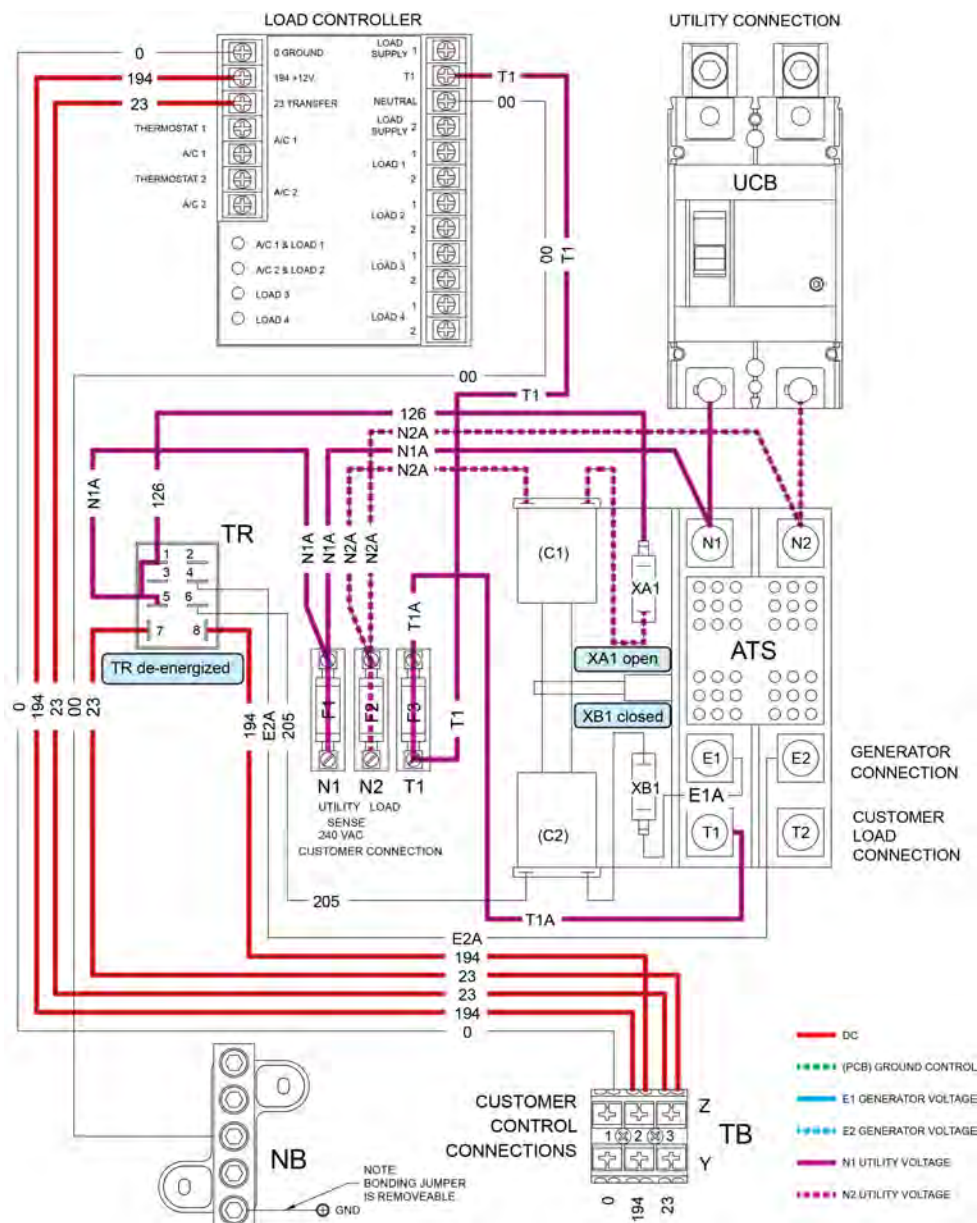 LOAD CONTROLLER
UTILITY CONNECTION
0
194
23
0 GROUND
194 +12V.
23 TRANSFER
THERMOSTAT 1
A/C 1
A/C 1
THERMOSTAT 2
A/C 2
A/C 2
LOAD SUPPLY 1
T1
NEUTRAL
LOAD SUPPLY 2
1
LOAD 1
2
1
LOAD 2
2
1
LOAD 3
2
1
LOAD 4
2
A/C 1 & LOAD 1
A/C 2 & LOAD 2
LOAD 3
LOAD 4
T1
00
00
T1
UCB
00
T1
126
N2A
N1A
N2A
N1A
126
TR
1 2
3 4
5 6
7 8
TR de-energized
N1A
N1A
N2A
N2A
T1A
(C1)
XA1
N1
N2
XA1 open
XB1 closed
ATS
0
194
23
00
23
194
E2A
205
F1
F2
F3
T1
N1
N2
T1
UTILITY LOAD
SENSE
240 VAC
CUSTOMER CONNECTION
(C2)
XB1
E1A
E1
E2
T1
T2
GENERATOR
CONNECTION
CUSTOMER
LOAD
CONNECTION
205
T1A
E2A
194
23
23
194
0
NB
NOTE
BONDING JUMPER
IS REMOVEABLE.
GND
CUSTOMER
CONTROL
CONNECTIONS
1 2 3
Z
Y
TB
0
194
23
DC
(PCB) GROUND CONTROL
E1 GENERATOR VOLTAGE
E2 GENERATOR VOLTAGE
N1 UTILITY VOLTAGE
N2 UTILITY VOLTAGE